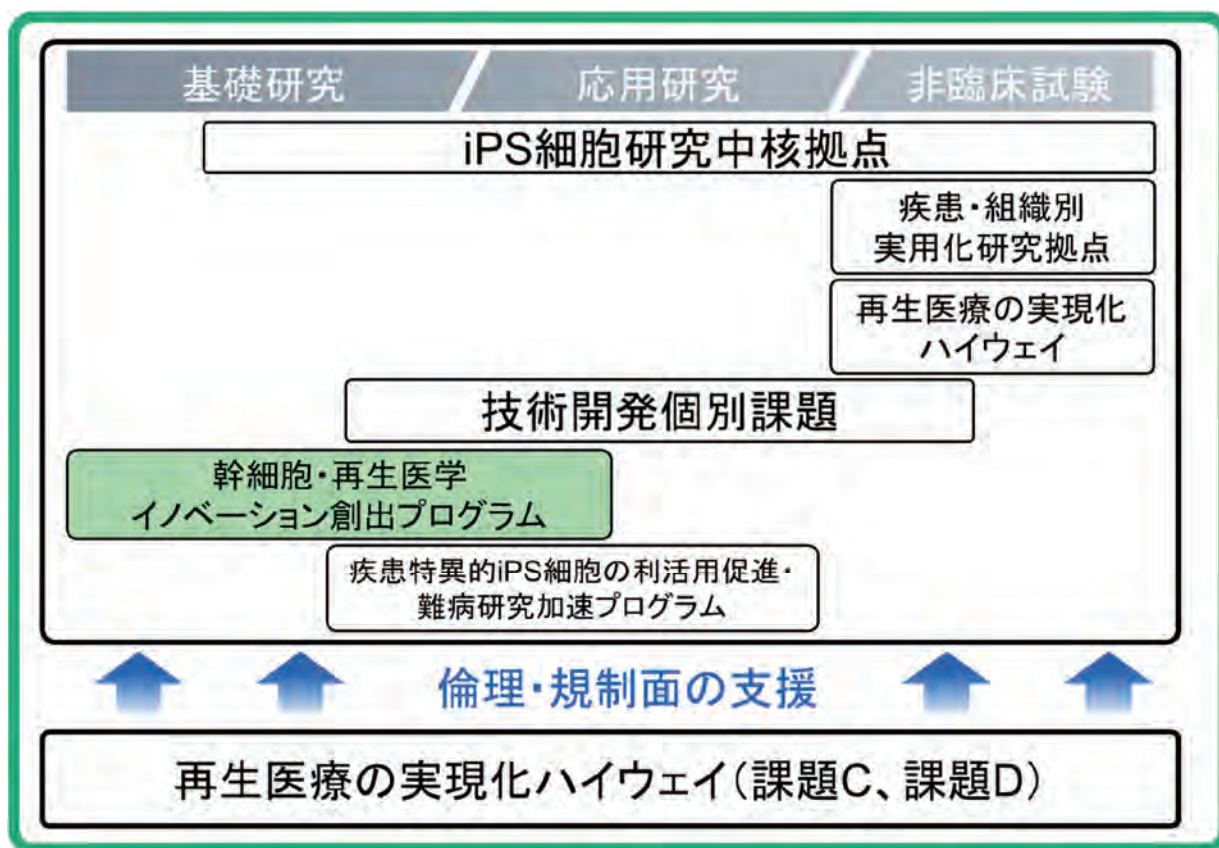 基礎研究 応用研究 非臨床試験
iPS細胞研究中核拠点
疾患・組織別
実用化研究拠点
再生医療の実現化
ハイウェイ
技術開発個別課題
幹細胞・再生医学
イノベーション創出プログラム
疾患特異的iPS細胞の利活用促進・
難病研究加速プログラム
倫理・規制面の支援
再生医療の実現化ハイウェイ(課題C、課題D)